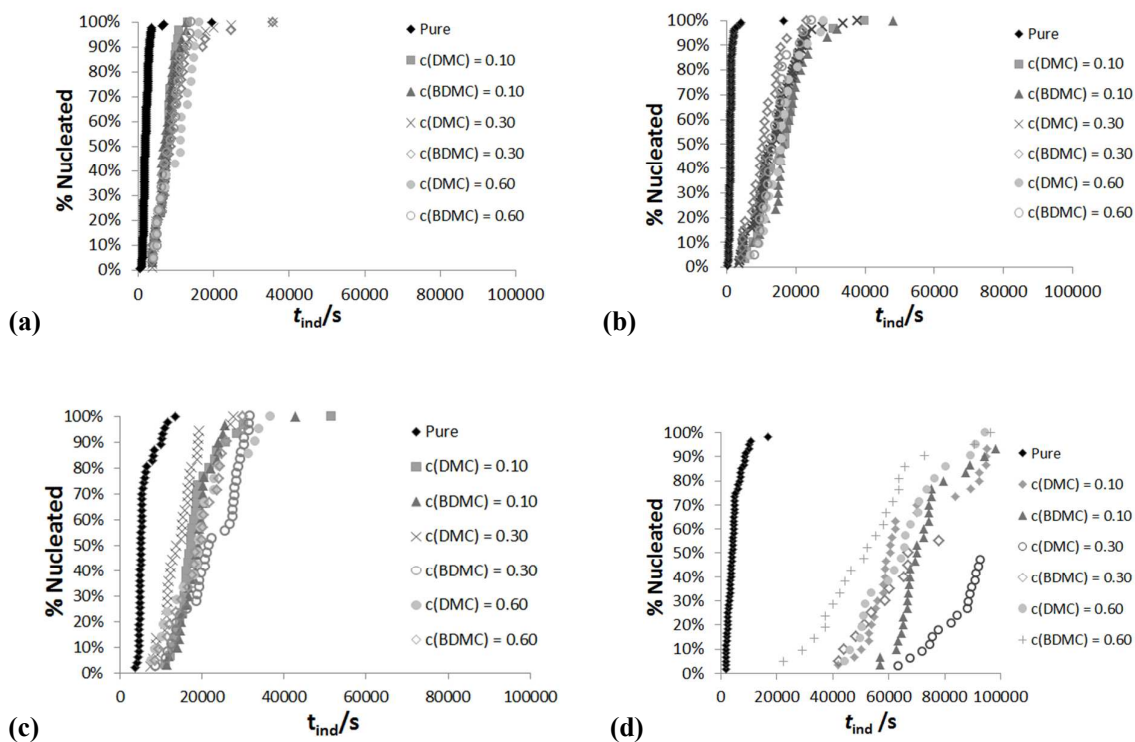 100%
90%
80%
70%
60%
50%
40%
30%
20%
10%
0%
% Nucleated
0 20000 40000 60000 80000 100000
t_ind/s
Pure
c(DMC) = 0.10
c(BDMC) = 0.10
c(DMC) = 0.30
c(BDMC) = 0.30
c(DMC) = 0.60
c(BDMC) = 0.60
(a)
100%
90%
80%
70%
60%
50%
40%
30%
20%
10%
0%
% Nucleated
0 20000 40000 60000 80000 100000
t_ind/s
Pure
c(DMC) = 0.10
c(BDMC) = 0.10
c(DMC) = 0.30
c(BDMC) = 0.30
c(DMC) = 0.60
c(BDMC) = 0.60
(b)
100%
90%
80%
70%
60%
50%
40%
30%
20%
10%
0%
% Nucleated
0 20000 40000 60000 80000 100000
t_ind/s
Pure
c(DMC) = 0.10
c(BDMC) = 0.10
c(DMC) = 0.30
c(BDMC) = 0.30
c(DMC) = 0.60
c(BDMC) = 0.60
(c)
100%
90%
80%
70%
60%
50%
40%
30%
20%
10%
0%
% Nucleated
0 20000 40000 60000 80000 100000
t_ind/s
Pure
c(DMC) = 0.10
c(BDMC) = 0.10
c(DMC) = 0.30
c(BDMC) = 0.30
c(DMC) = 0.60
c(BDMC) = 0.60
(d)